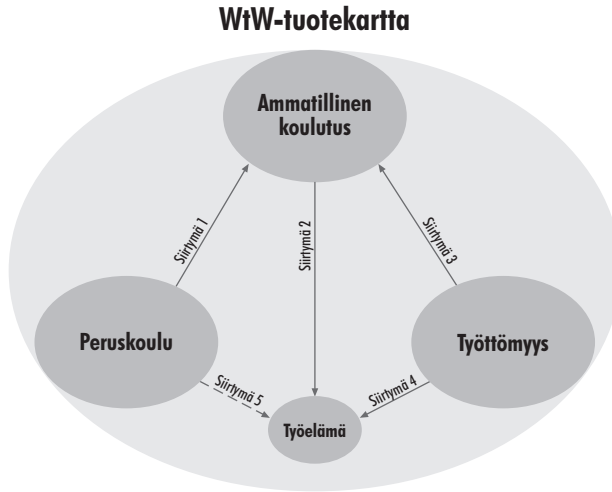 WtW-tuotekartta
Ammatillinen
koulutus
Siirtymä 1
Siirtymä 2
Siirtymä 3
Peruskoulu
Työttömyys
Siirtymä 5
Siirtymä 4
Työelämä